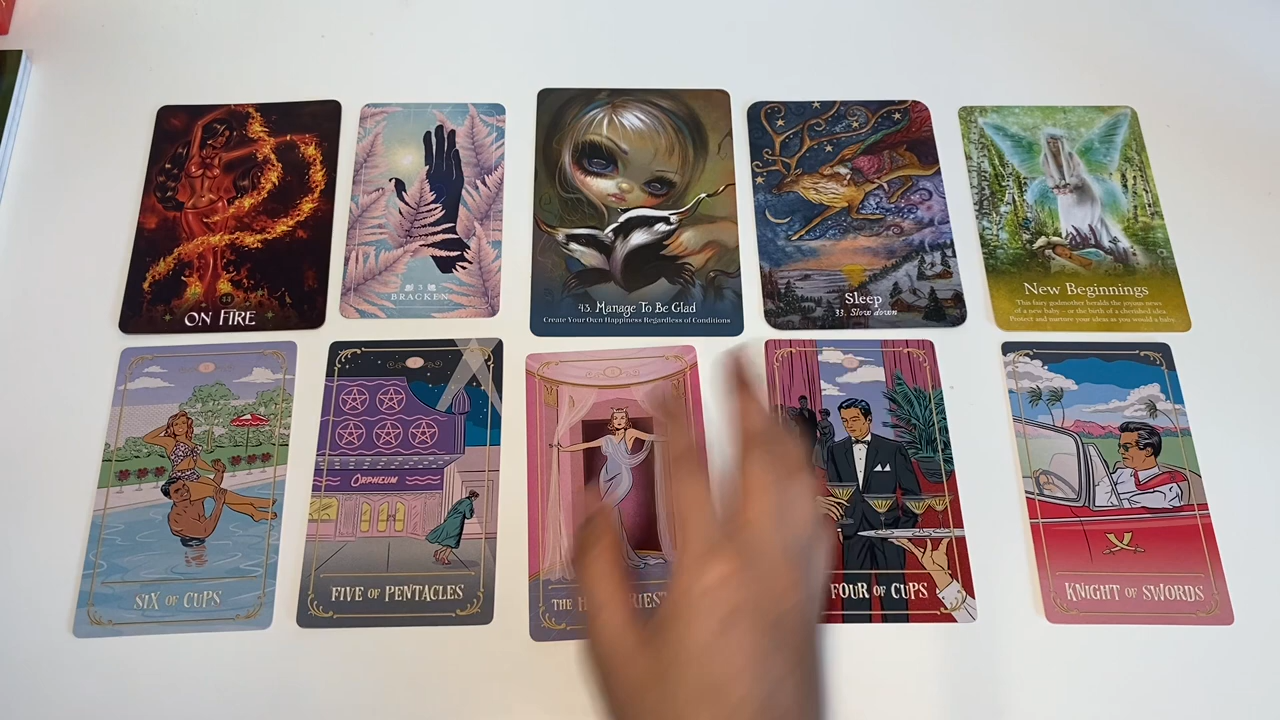 44
ON FIRE
3
BRACKEN
43. Manage To Be Glad
Create Your Own Happiness Regardless of Conditions
Sleep
33. Slow down
New Beginnings
This fairy godmother heralds the joyous news
of a new baby – or the birth of a cherished idea.
Protect and nurture your ideas as you would a baby.
SIX OF CUPS
ORPHEUM
FIVE OF PENTACLES
THE
FOUR OF CUPS
KNIGHT OF SWORDS